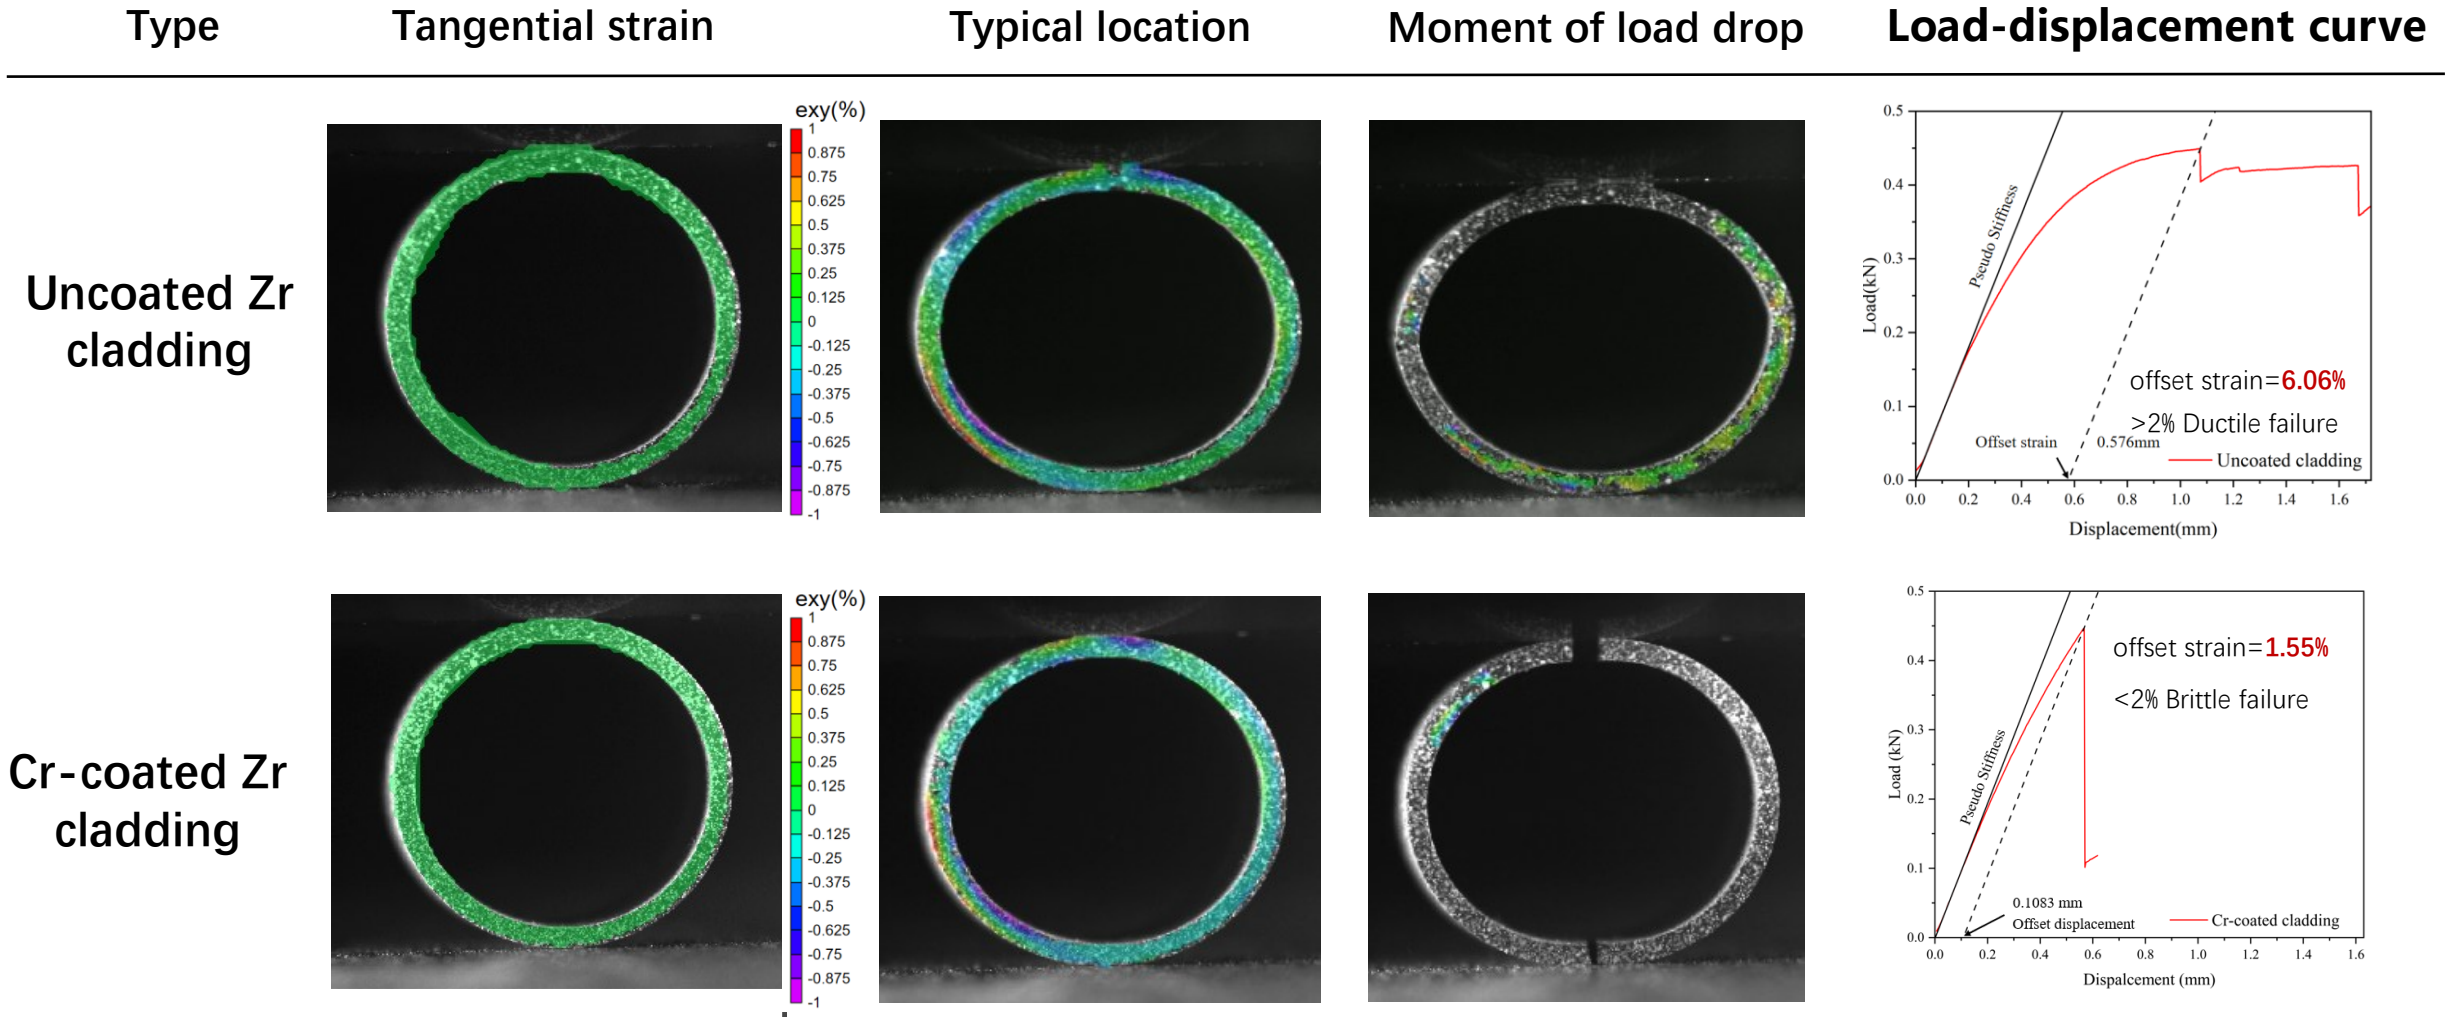 Type
Tangential strain
Typical location
Moment of load drop
Load-displacement curve
Uncoated Zr
cladding
exy(%)
1
0.875
0.75
0.625
0.5
0.375
0.25
0.125
0
-0.125
-0.25
-0.375
-0.5
-0.625
-0.75
-0.875
-1
0.5
0.4
0.3
0.2
0.1
0.0
Load(kN)
Pseudo Stiffness
offset strain=6.06%
>2% Ductile failure
Offset strain
0.576mm
Uncoated cladding
0.0 0.2 0.4 0.6 0.8 1.0 1.2 1.4 1.6
Displacement(mm)
Cr-coated Zr
cladding
exy(%)
1
0.875
0.75
0.625
0.5
0.375
0.25
0.125
0
-0.125
-0.25
-0.375
-0.5
-0.625
-0.75
-0.875
-1
0.5
0.4
0.3
0.2
0.1
0.0
Load (kN)
Pseudo Stiffness
offset strain=1.55%
<2% Brittle failure
0.1083 mm
Offset displacement
Cr-coated cladding
0.0 0.2 0.4 0.6 0.8 1.0 1.2 1.4 1.6
Dispalcement (mm)